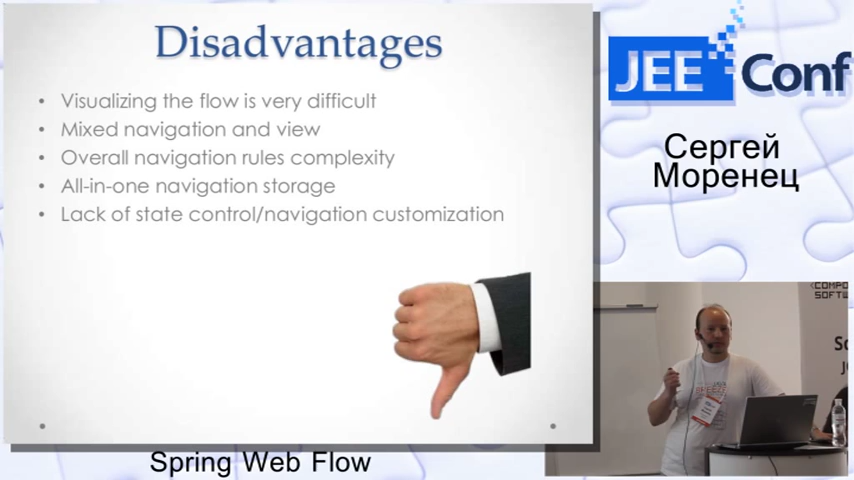 Disadvantages
• Visualizing the flow is very difficult
• Mixed navigation and view
• Overall navigation rules complexity
• All-in-one navigation storage
• Lack of state control/navigation customization
JEE Conf
Сергей
Моренец
Spring Web Flow